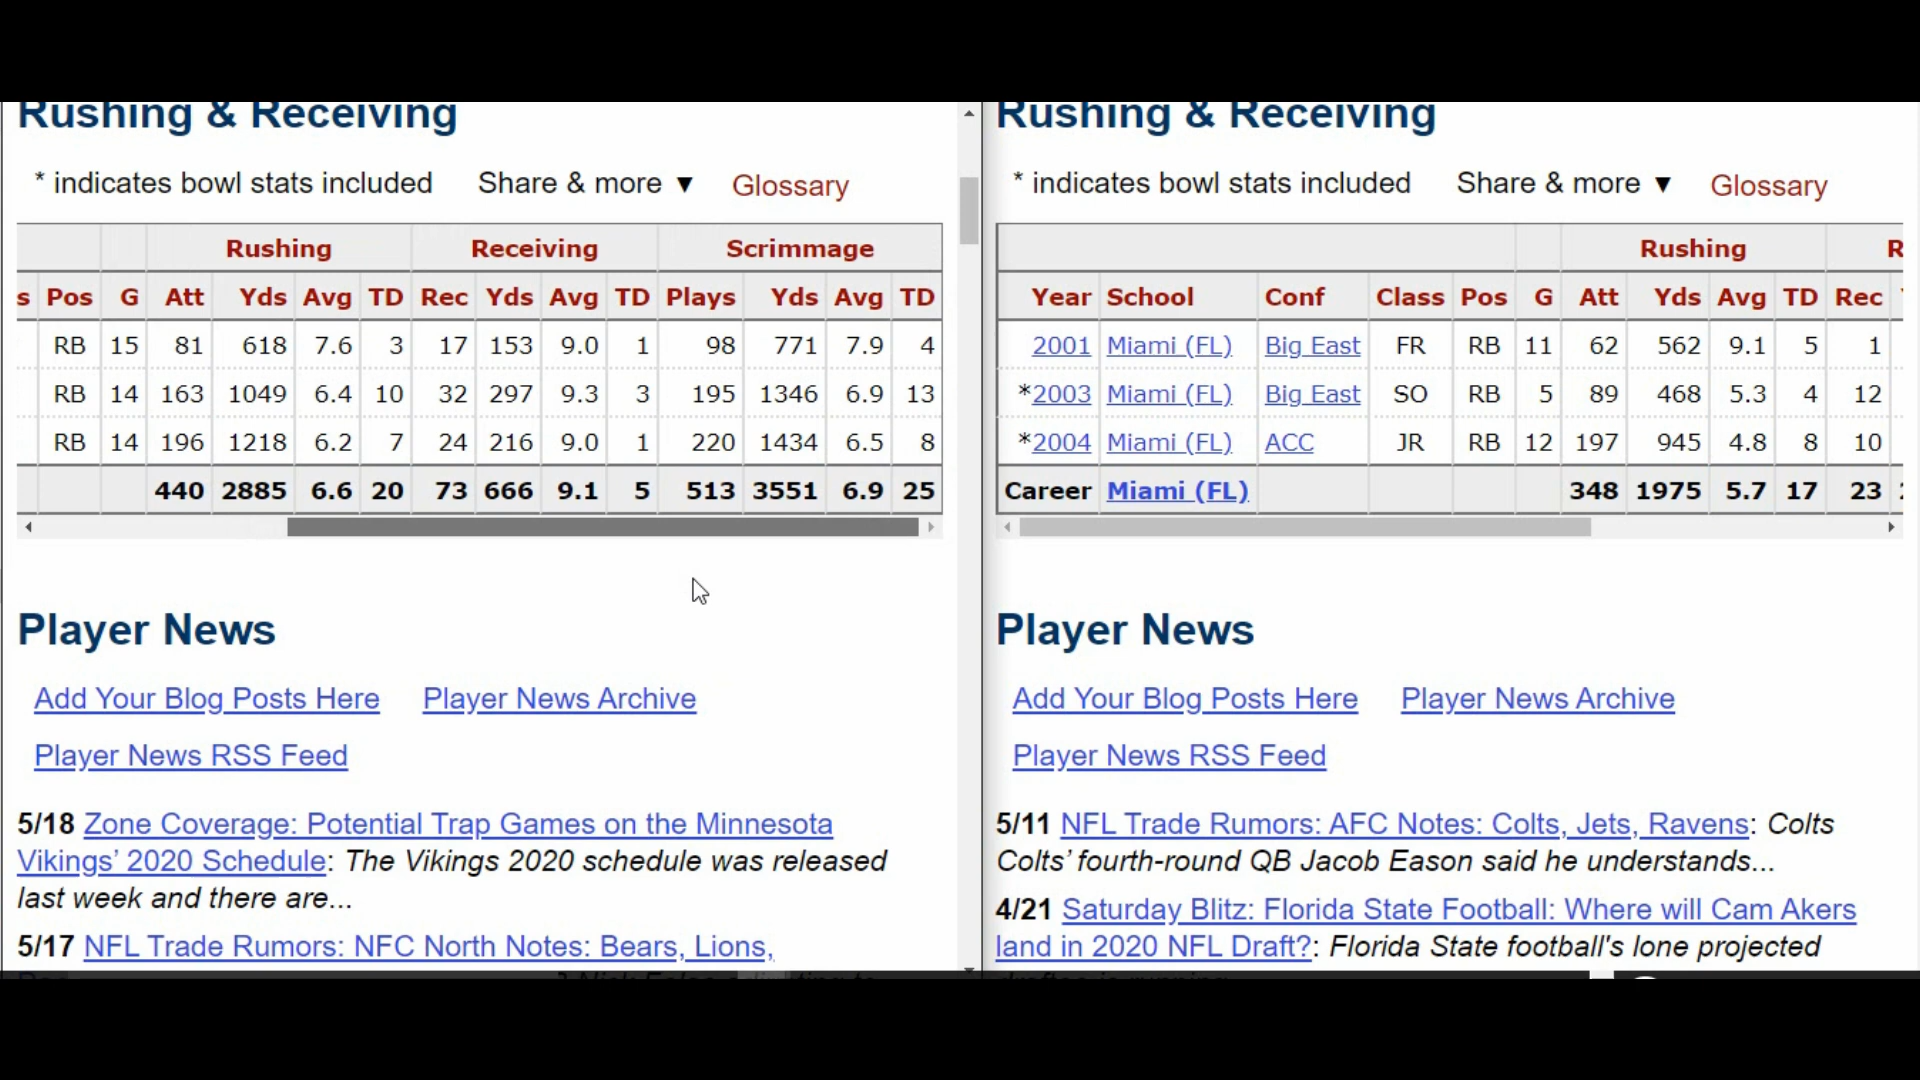 Rushing & Receiving
* indicates bowl stats included Share & more ▼ Glossary
Rushing Receiving Scrimmage
s Pos G Att Yds Avg TD Rec Yds Avg TD Plays Yds Avg TD
RB 15 81 618 7.6 3 17 153 9.0 1 98 771 7.9 4
RB 14 163 1049 6.4 10 32 297 9.3 3 195 1346 6.9 13
RB 14 196 1218 6.2 7 24 216 9.0 1 220 1434 6.5 8
440 2885 6.6 20 73 666 9.1 5 513 3551 6.9 25
Player News
Add Your Blog Posts Here Player News Archive
Player News RSS Feed
5/18 Zone Coverage: Potential Trap Games on the Minnesota
Vikings’ 2020 Schedule: The Vikings 2020 schedule was released
last week and there are...
5/17 NFL Trade Rumors: NFC North Notes: Bears, Lions,
Rushing & Receiving
* indicates bowl stats included Share & more ▼ Glossary
Rushing R
Year School Conf Class Pos G Att Yds Avg TD Rec
2001 Miami (FL) Big East FR RB 11 62 562 9.1 5 1
*2003 Miami (FL) Big East SO RB 5 89 468 5.3 4 12
*2004 Miami (FL) ACC JR RB 12 197 945 4.8 8 10
Career Miami (FL) 348 1975 5.7 17 23
Player News
Add Your Blog Posts Here Player News Archive
Player News RSS Feed
5/11 NFL Trade Rumors: AFC Notes: Colts, Jets, Ravens: Colts
Colts’ fourth-round QB Jacob Eason said he understands...
4/21 Saturday Blitz: Florida State Football: Where will Cam Akers
land in 2020 NFL Draft?: Florida State football's lone projected